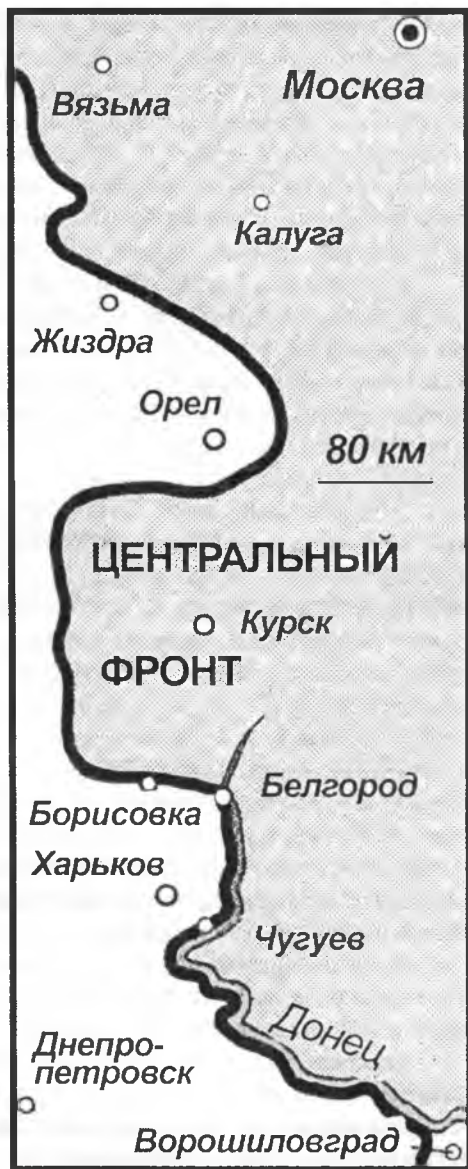 Москва
Вязьма
Калуга
Жиздра
Орел
80 км
ЦЕНТРАЛЬНЫЙ
Курск
ФРОНТ
Белгород
Борисовка
Харьков
Чугуев
Донец
Днепро-
петровск
Ворошиловград